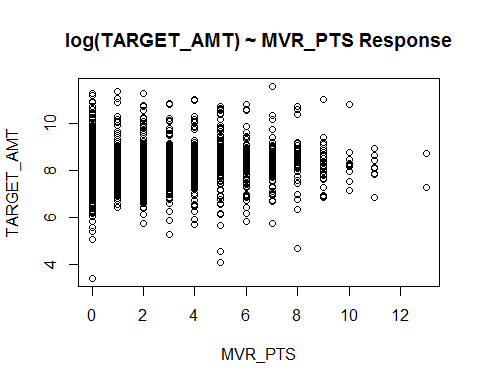 log(TARGET_AMT) ~ MVR_PTS Response
TARGET_AMT
10
8
6
4
0 2 4 6 8 10 12
MVR_PTS